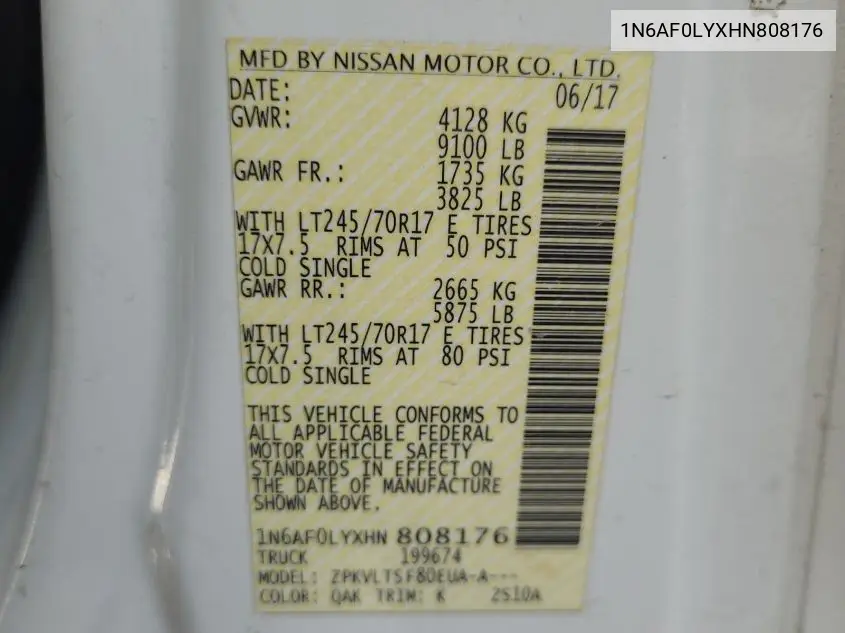 1N6AF0LYXHN808176
MFD BY NISSAN MOTOR CO., LTD.
DATE: 06/17
GVWR: 4128 KG
9100 LB
GAWR FR.: 1735 KG
3825 LB
WITH LT245/70R17 E TIRES
17X7.5 RIMS AT 50 PSI
COLD SINGLE
GAWR RR.: 2665 KG
5875 LB
WITH LT245/70R17 E TIRES
17X7.5 RIMS AT 80 PSI
COLD SINGLE
THIS VEHICLE CONFORMS TO
ALL APPLICABLE FEDERAL
MOTOR VEHICLE SAFETY
STANDARDS IN EFFECT ON
THE DATE OF MANUFACTURE
SHOWN ABOVE.
1N6AF0LYXHN 808176
TRUCK 199674
MODEL: ZPKVLTSF80EUA-A---
COLOR: QAK TRIM: K 2S10A